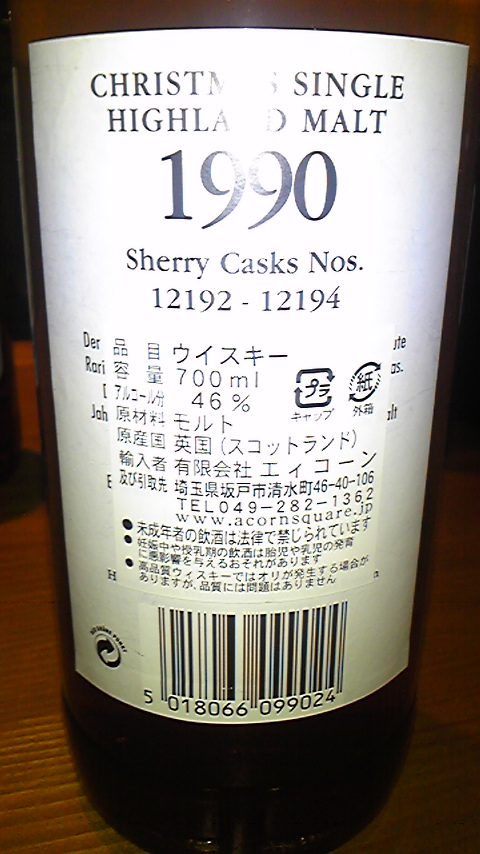 CHRISTMAS SINGLE
HIGHLAND MALT
1990
Sherry Casks Nos.
12192 - 12194
Der
Rari
Jah
品目 ウイスキー
容量 700ml
アルコール分 46%
原材料 モルト
原産国 英国(スコットランド)
輸入者 有限会社 エイコーン
及び引取先 埼玉県坂戸市清水町46-40-106
TEL049-282-1362
www.acornsquare.jp
プラ
キャップ
紙
外箱
●未成年者の飲酒は法律で禁じられています
●妊娠中や授乳期の飲酒は胎児や乳児の発育
に悪影響を与えるおそれがあります
●高品質ウィスキーではオリが発生する場合が
ありますが、品質には問題はありません
DER GRÜNE PUNKT
5 018066 099024